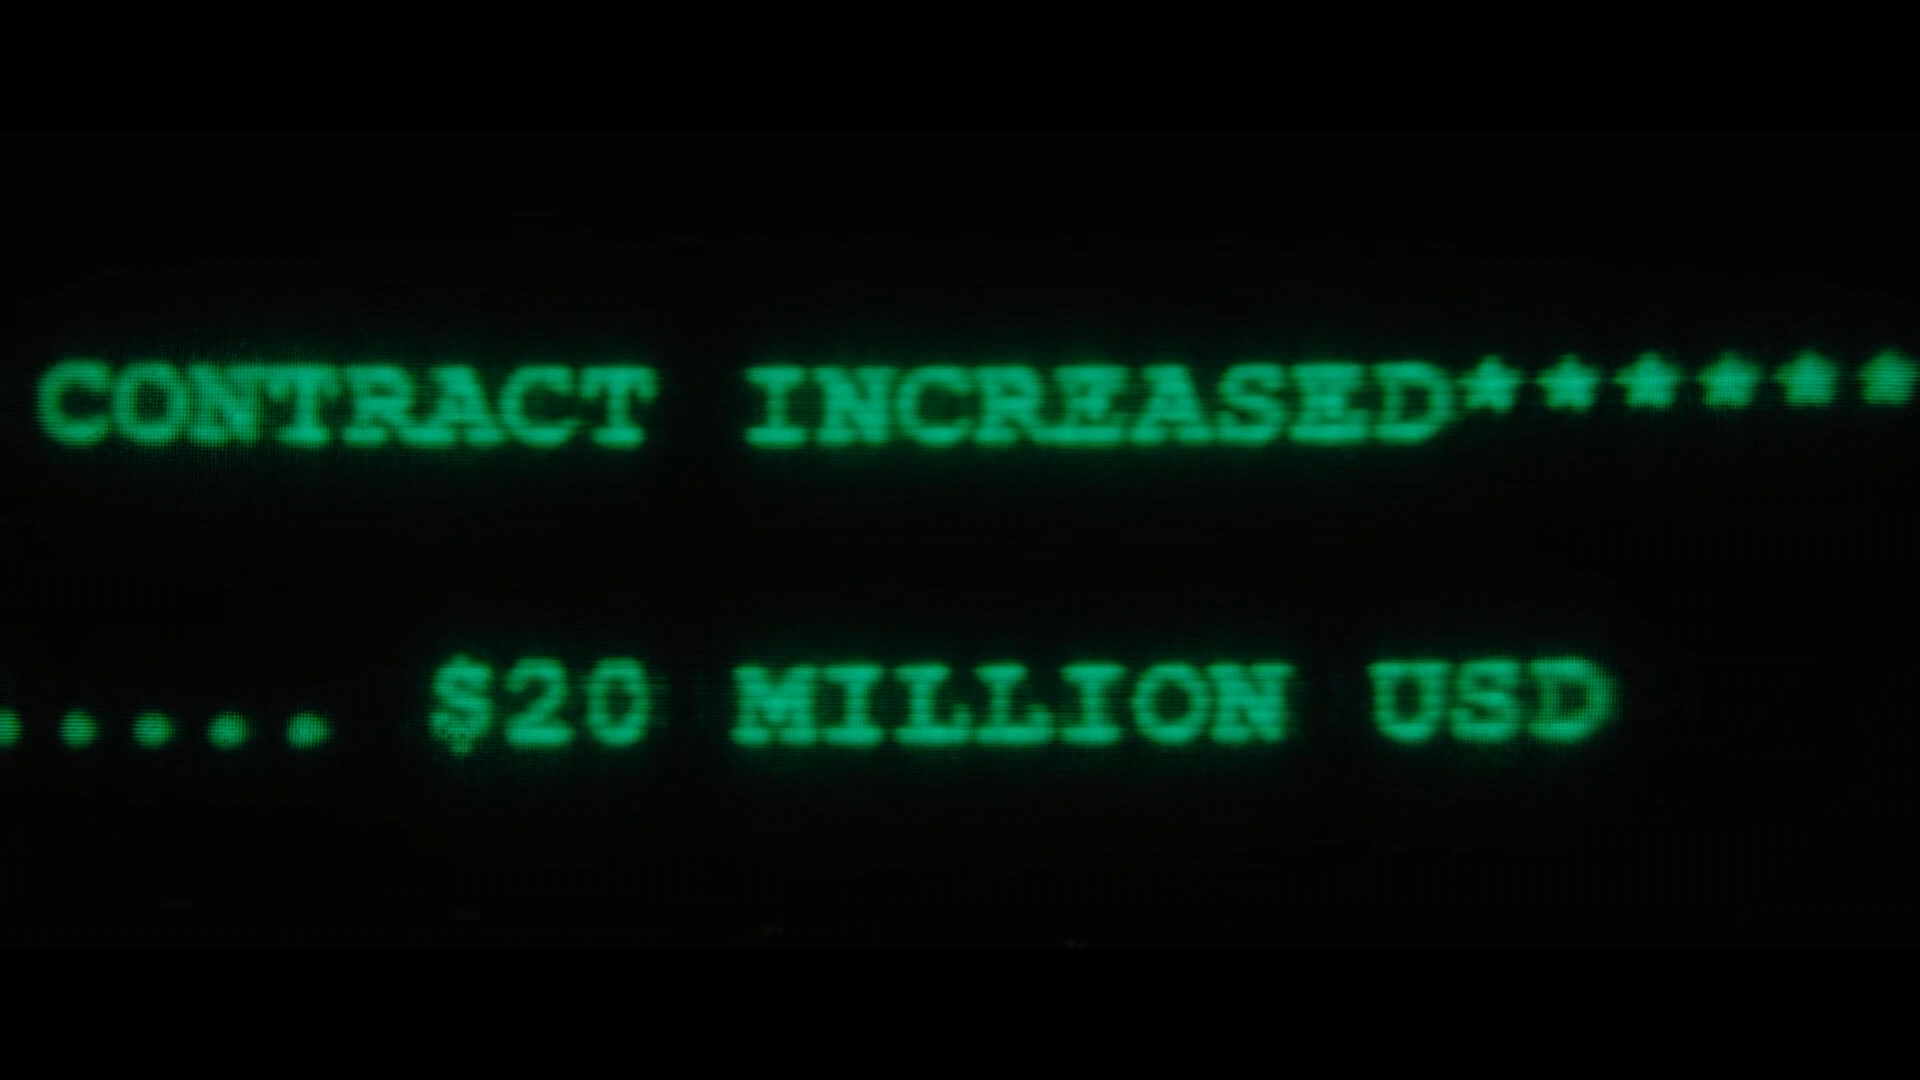 CONTRACT INCREASED******
..... $20 MILLION USD